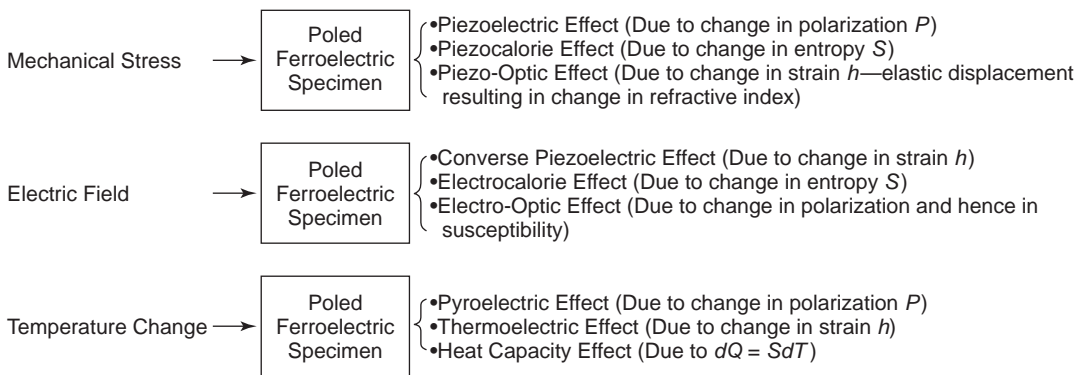 Mechanical Stress
Poled
Ferroelectric
Specimen
•Piezoelectric Effect (Due to change in polarization P)
•Piezocalorie Effect (Due to change in entropy S)
•Piezo-Optic Effect (Due to change in strain h—elastic displacement
resulting in change in refractive index)
Electric Field
Poled
Ferroelectric
Specimen
•Converse Piezoelectric Effect (Due to change in strain h)
•Electrocalorie Effect (Due to change in entropy S)
•Electro-Optic Effect (Due to change in polarization and hence in
susceptibility)
Temperature Change
Poled
Ferroelectric
Specimen
•Pyroelectric Effect (Due to change in polarization P)
•Thermoelectric Effect (Due to change in strain h)
•Heat Capacity Effect (Due to dQ = SdT)